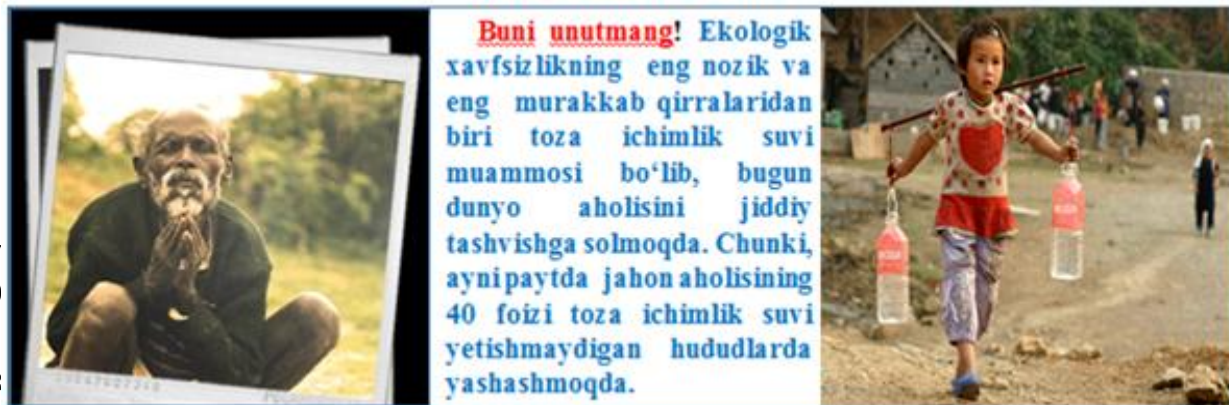 Buni unutmang! Ekologik
xavfsizlikning eng nozik va
eng murakkab qirralaridan
biri toza ichimlik suvi
muammosi bo‘lib, bugun
dunyo aholisini jiddiy
tashvishga solmoqda. Chunki,
ayni paytda jahon aholisining
40 foizi toza ichimlik suvi
yetishmaydigan hududlarda
yashashmoqda.